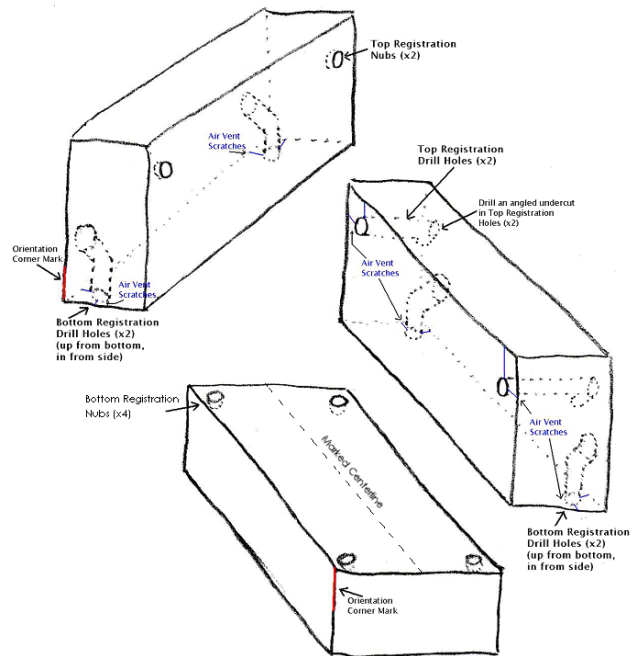 Top Registration
Nubs (x2)
Air Vent
Scratches
Orientation
Corner Mark
Air Vent
Scratches
Bottom Registration
Drill Holes (x2)
(up from bottom,
in from side)
Top Registration
Drill Holes (x2)
Drill an angled undercut
in Top Registration
Holes (x2)
Air Vent
Scratches
Air Vent
Scratches
Bottom Registration
Drill Holes (x2)
(up from bottom,
in from side)
Bottom Registration
Nubs (x4)
Marked Centerline
Orientation
Corner Mark